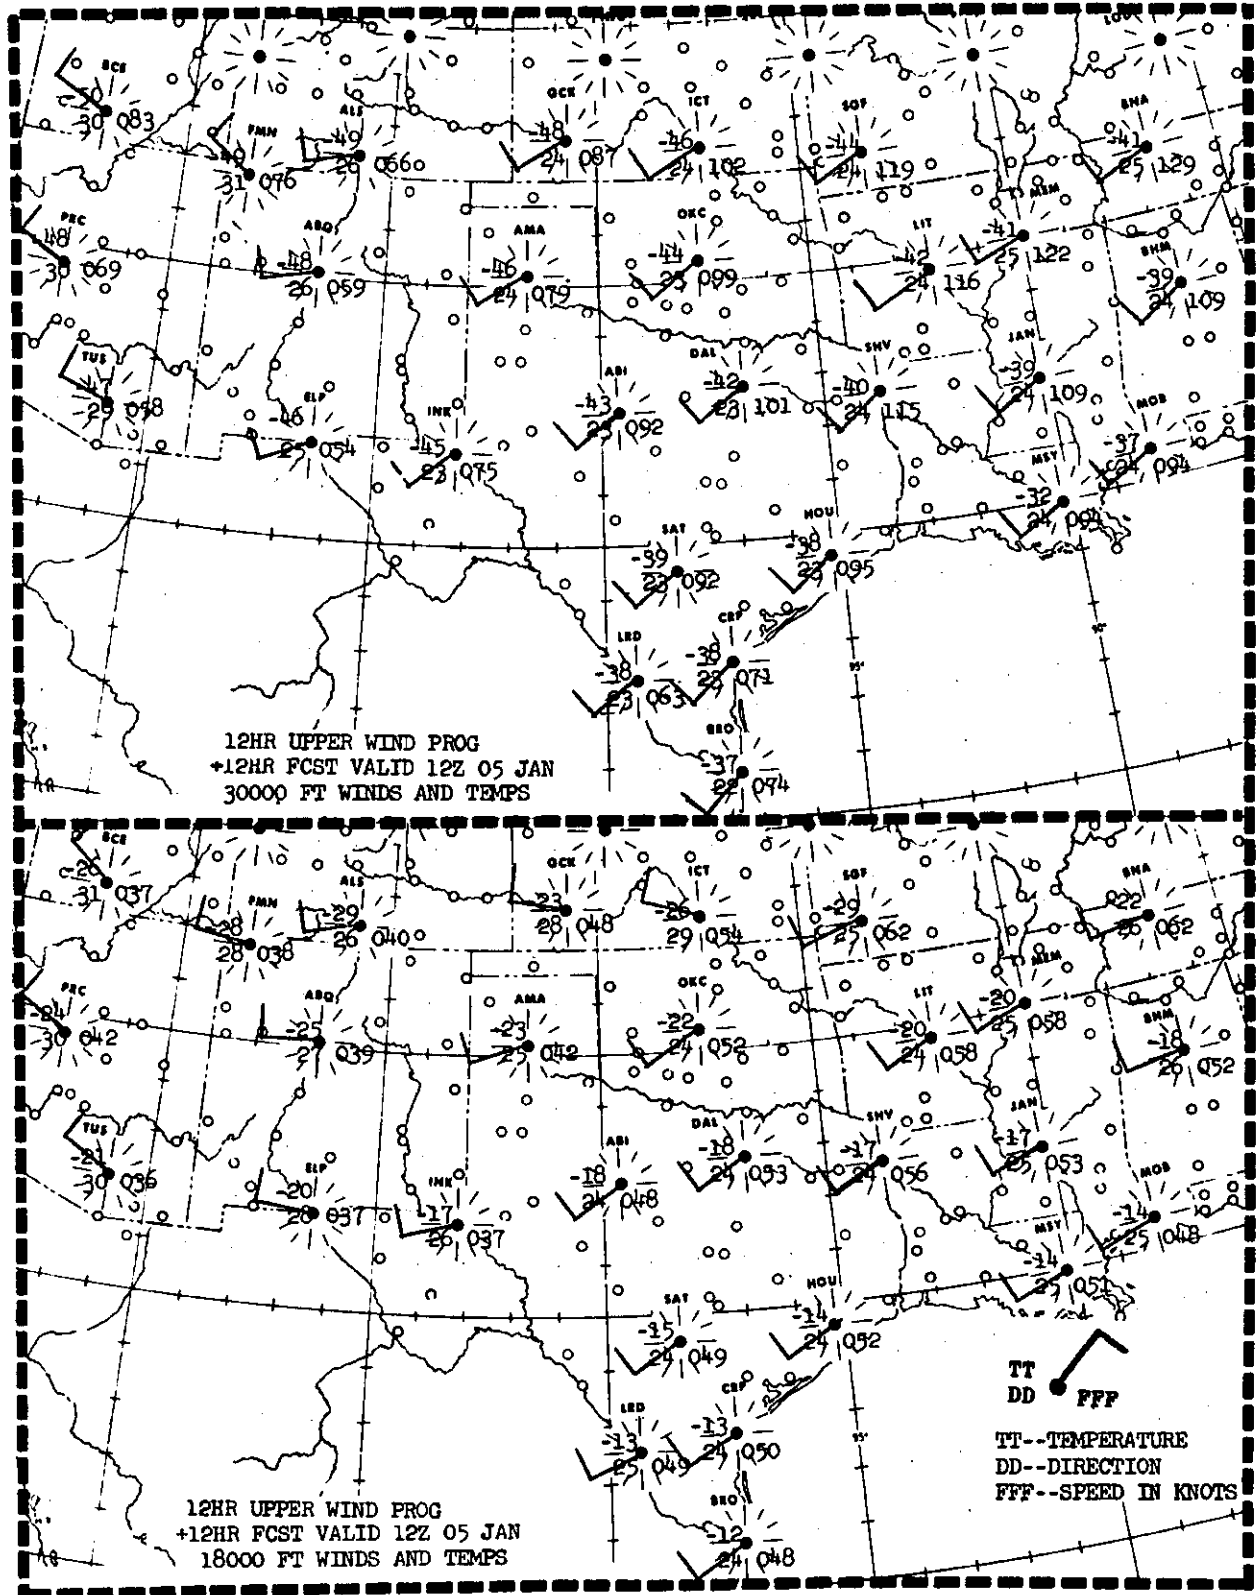 BCE
30 083
FMN
31 076
ALS
-49
26 066
GCK
-48
24 087
ICT
-46
24 102
SGF
-44
24 119
BNA
-41
25 129
PRC
48
30 069
ABQ
-48
26 059
AMA
-46
24 079
OKC
-44
23 099
LIT
-42
24 116
MEM
-41
25 122
BHM
-39
24 109
TUS
058
ELP
-46
25 054
INK
-45
23 075
ABI
-43
23 092
DAL
-42
23 101
SHV
-40
24 115
JAN
-39
24 109
MOB
-37
24 094
MSY
-32
24 094
SAT
-39
23 092
HOU
-38
23 095
LRD
-38
23 063
CRP
-38
23 071
BRO
-37
22 074
95°
90°
12HR UPPER WIND PROG
+12HR FCST VALID 12Z 05 JAN
30000 FT WINDS AND TEMPS
BCE
-26
31 037
FMN
-28
28 038
ALS
-29
26 040
GCK
-23
28 048
ICT
-26
29 054
SGF
-29
25 062
BNA
-22
26 062
PRC
-24
30 042
ABQ
-25
27 039
AMA
-23
25 042
OKC
-22
24 052
LIT
-20
24 058
MEM
-20
25 058
BHM
-18
26 052
TUS
-21
30 036
ELP
-20
28 037
INK
-17
26 037
ABI
-18
24 048
DAL
-18
24 053
SHV
-17
24 056
JAN
-17
25 053
MOB
-14
25 048
MSY
-14
25 051
SAT
-15
24 049
HOU
-14
24 052
LRD
-13
25 049
CRP
-13
24 050
BRO
-12
24 048
95°
TT
DD FFF
TT--TEMPERATURE
DD--DIRECTION
FFF--SPEED IN KNOTS
12HR UPPER WIND PROG
+12HR FCST VALID 12Z 05 JAN
18000 FT WINDS AND TEMPS